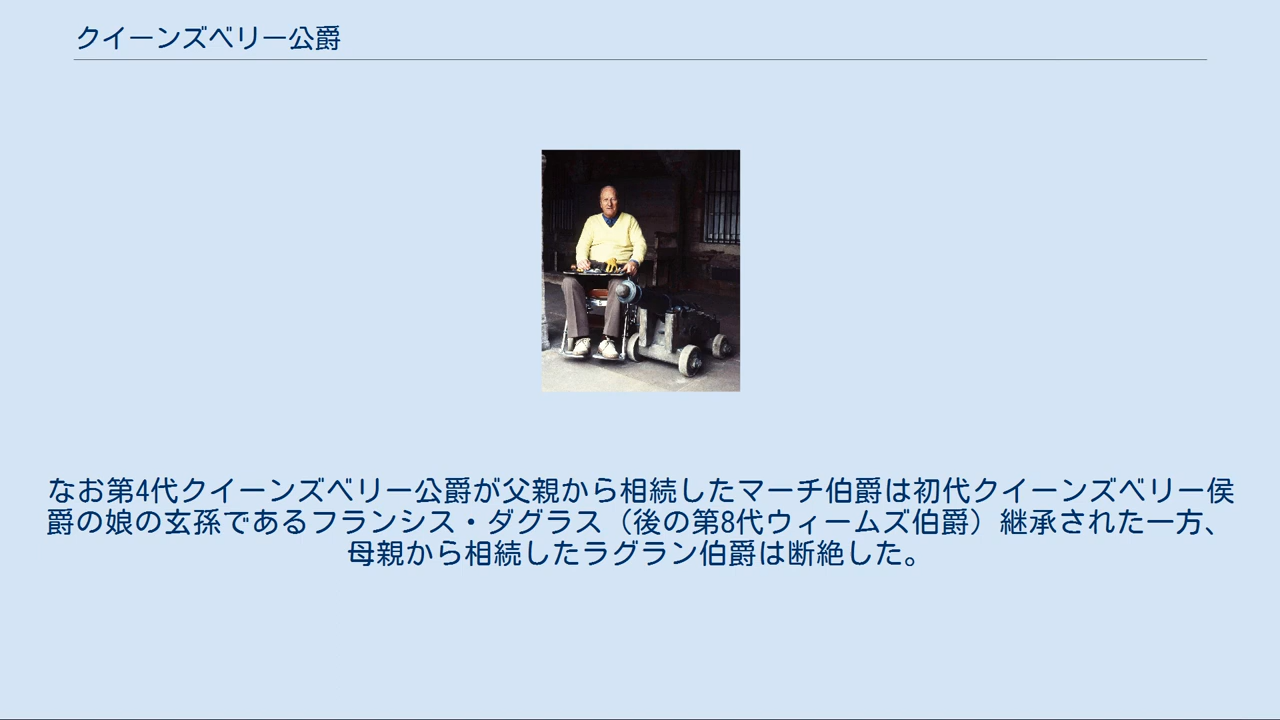 クイーンズベリー公爵
なお第4代クイーンズベリー公爵が父親から相続したマーチ伯爵は初代クイーンズベリー侯
爵の娘の玄孫であるフランシス・ダグラス（後の第8代ウィームズ伯爵）継承された一方、
母親から相続したラグラン伯爵は断絶した。